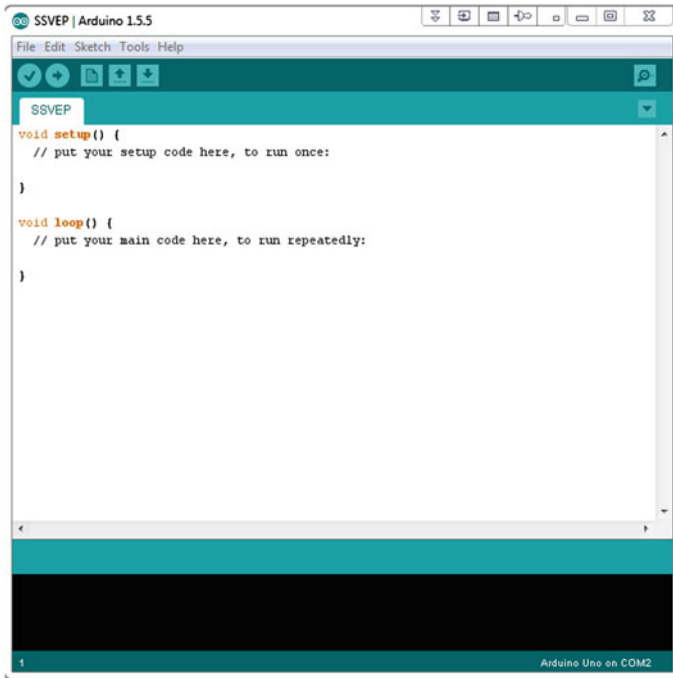 SSVEP | Arduino 1.5.5
File Edit Sketch Tools Help
SSVEP
void setup() {
  // put your setup code here, to run once:
}
void loop() {
  // put your main code here, to run repeatedly:
}
1
Arduino Uno on COM2